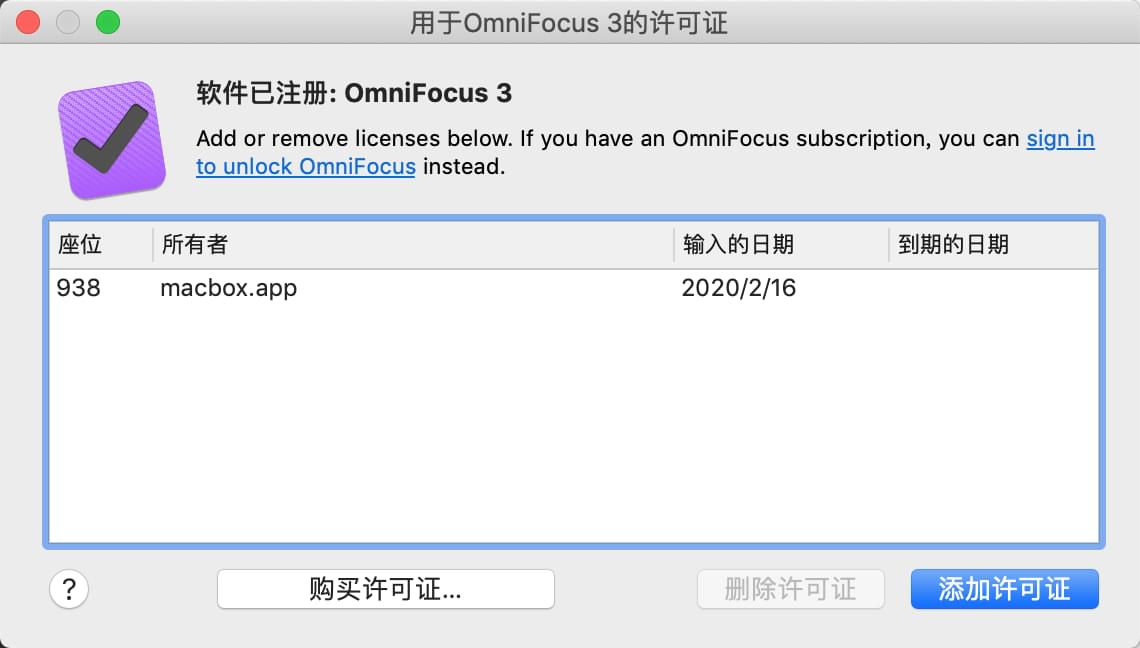 用于OmniFocus 3的许可证
软件已注册: OmniFocus 3
Add or remove licenses below. If you have an OmniFocus subscription, you can sign in
to unlock OmniFocus instead.
座位 所有者 输入的日期 到期的日期
938 macbox.app 2020/2/16
? 购买许可证... 删除许可证 添加许可证